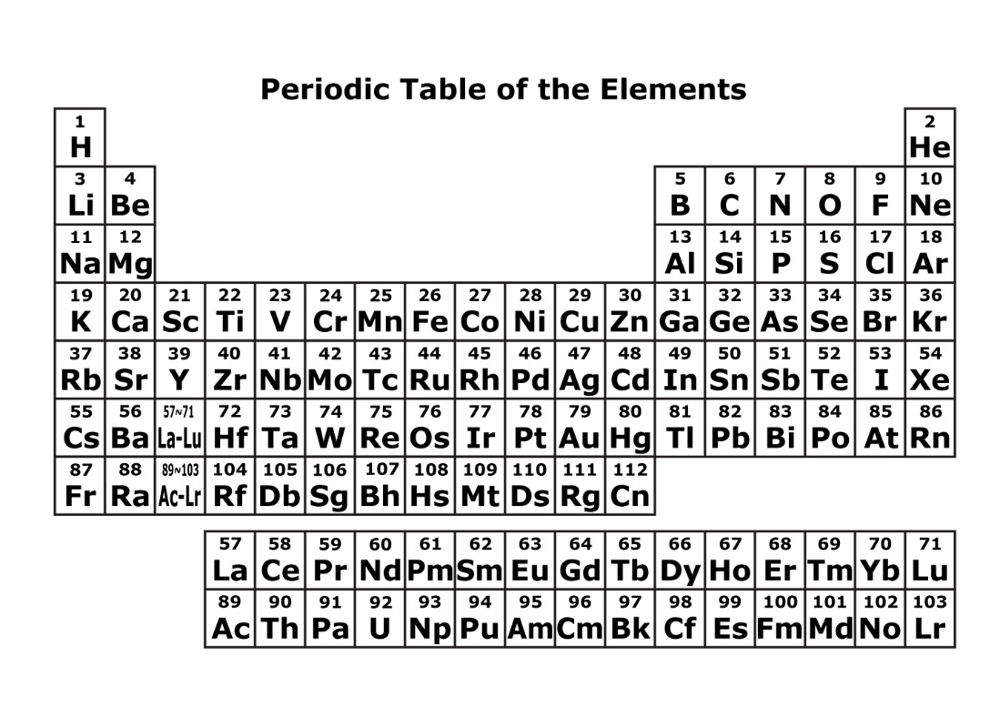 Periodic Table of the Elements
1 2
H He
3 4 5 6 7 8 9 10
Li Be B C N O F Ne
11 12 13 14 15 16 17 18
Na Mg Al Si P S Cl Ar
19 20 21 22 23 24 25 26 27 28 29 30 31 32 33 34 35 36
K Ca Sc Ti V Cr Mn Fe Co Ni Cu Zn Ga Ge As Se Br Kr
37 38 39 40 41 42 43 44 45 46 47 48 49 50 51 52 53 54
Rb Sr Y Zr Nb Mo Tc Ru Rh Pd Ag Cd In Sn Sb Te I Xe
55 56 57~71 72 73 74 75 76 77 78 79 80 81 82 83 84 85 86
Cs Ba La-Lu Hf Ta W Re Os Ir Pt Au Hg Tl Pb Bi Po At Rn
87 88 89~103 104 105 106 107 108 109 110 111 112
Fr Ra Ac-Lr Rf Db Sg Bh Hs Mt Ds Rg Cn
57 58 59 60 61 62 63 64 65 66 67 68 69 70 71
La Ce Pr Nd Pm Sm Eu Gd Tb Dy Ho Er Tm Yb Lu
89 90 91 92 93 94 95 96 97 98 99 100 101 102 103
Ac Th Pa U Np Pu Am Cm Bk Cf Es Fm Md No Lr